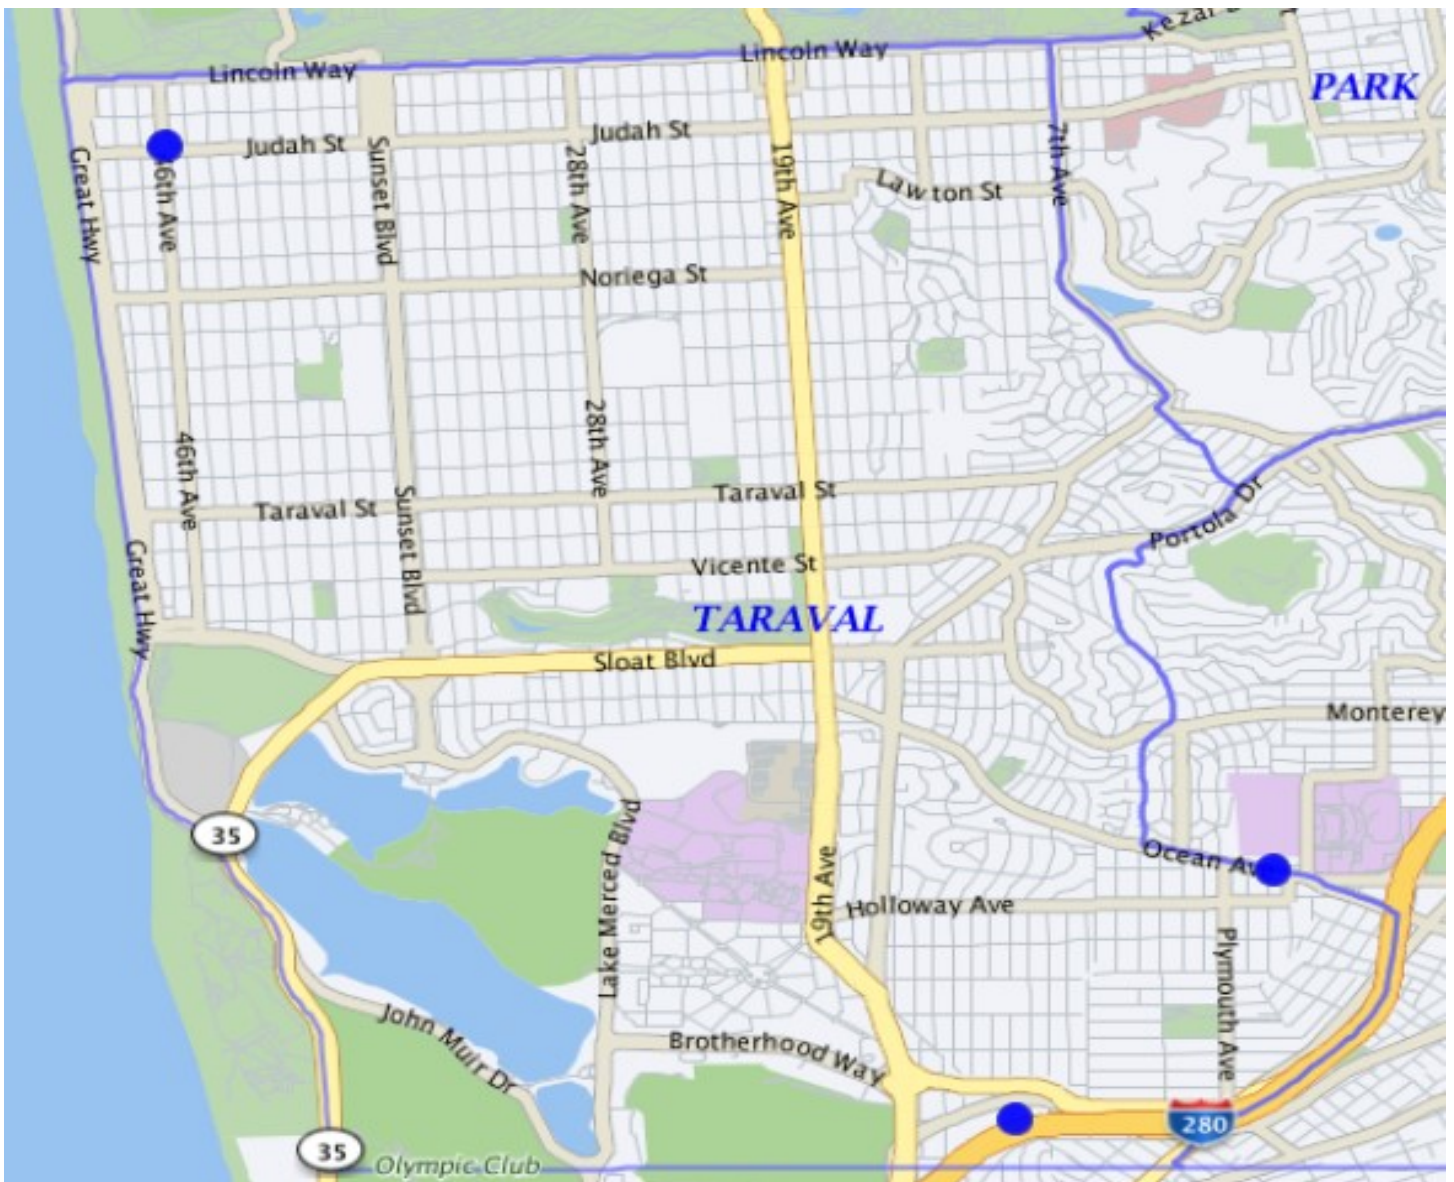 Kezar
Lincoln Way
Lincoln Way
PARK
Judah St
Judah St
Great Hwy
46th Ave
Sunset Blvd
28th Ave
19th Ave
7th Ave
Lawton St
Noriega St
28th Ave
46th Ave
Taraval St
Taraval St
Sunset Blvd
Portola Dr
Great Hwy
Vicente St
TARAVAL
Sloat Blvd
Monterey
35
Lake Merced Blvd
19th Ave
Ocean Av
Holloway Ave
Plymouth Ave
John Muir Dr
Brotherhood Way
280
35
Olympic Club